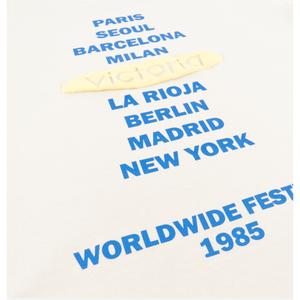 PARIS
SEOUL
BARCELONA
MILAN
victoria
LA RIOJA
BERLIN
MADRID
NEW YORK
WORLDWIDE FEST
1985